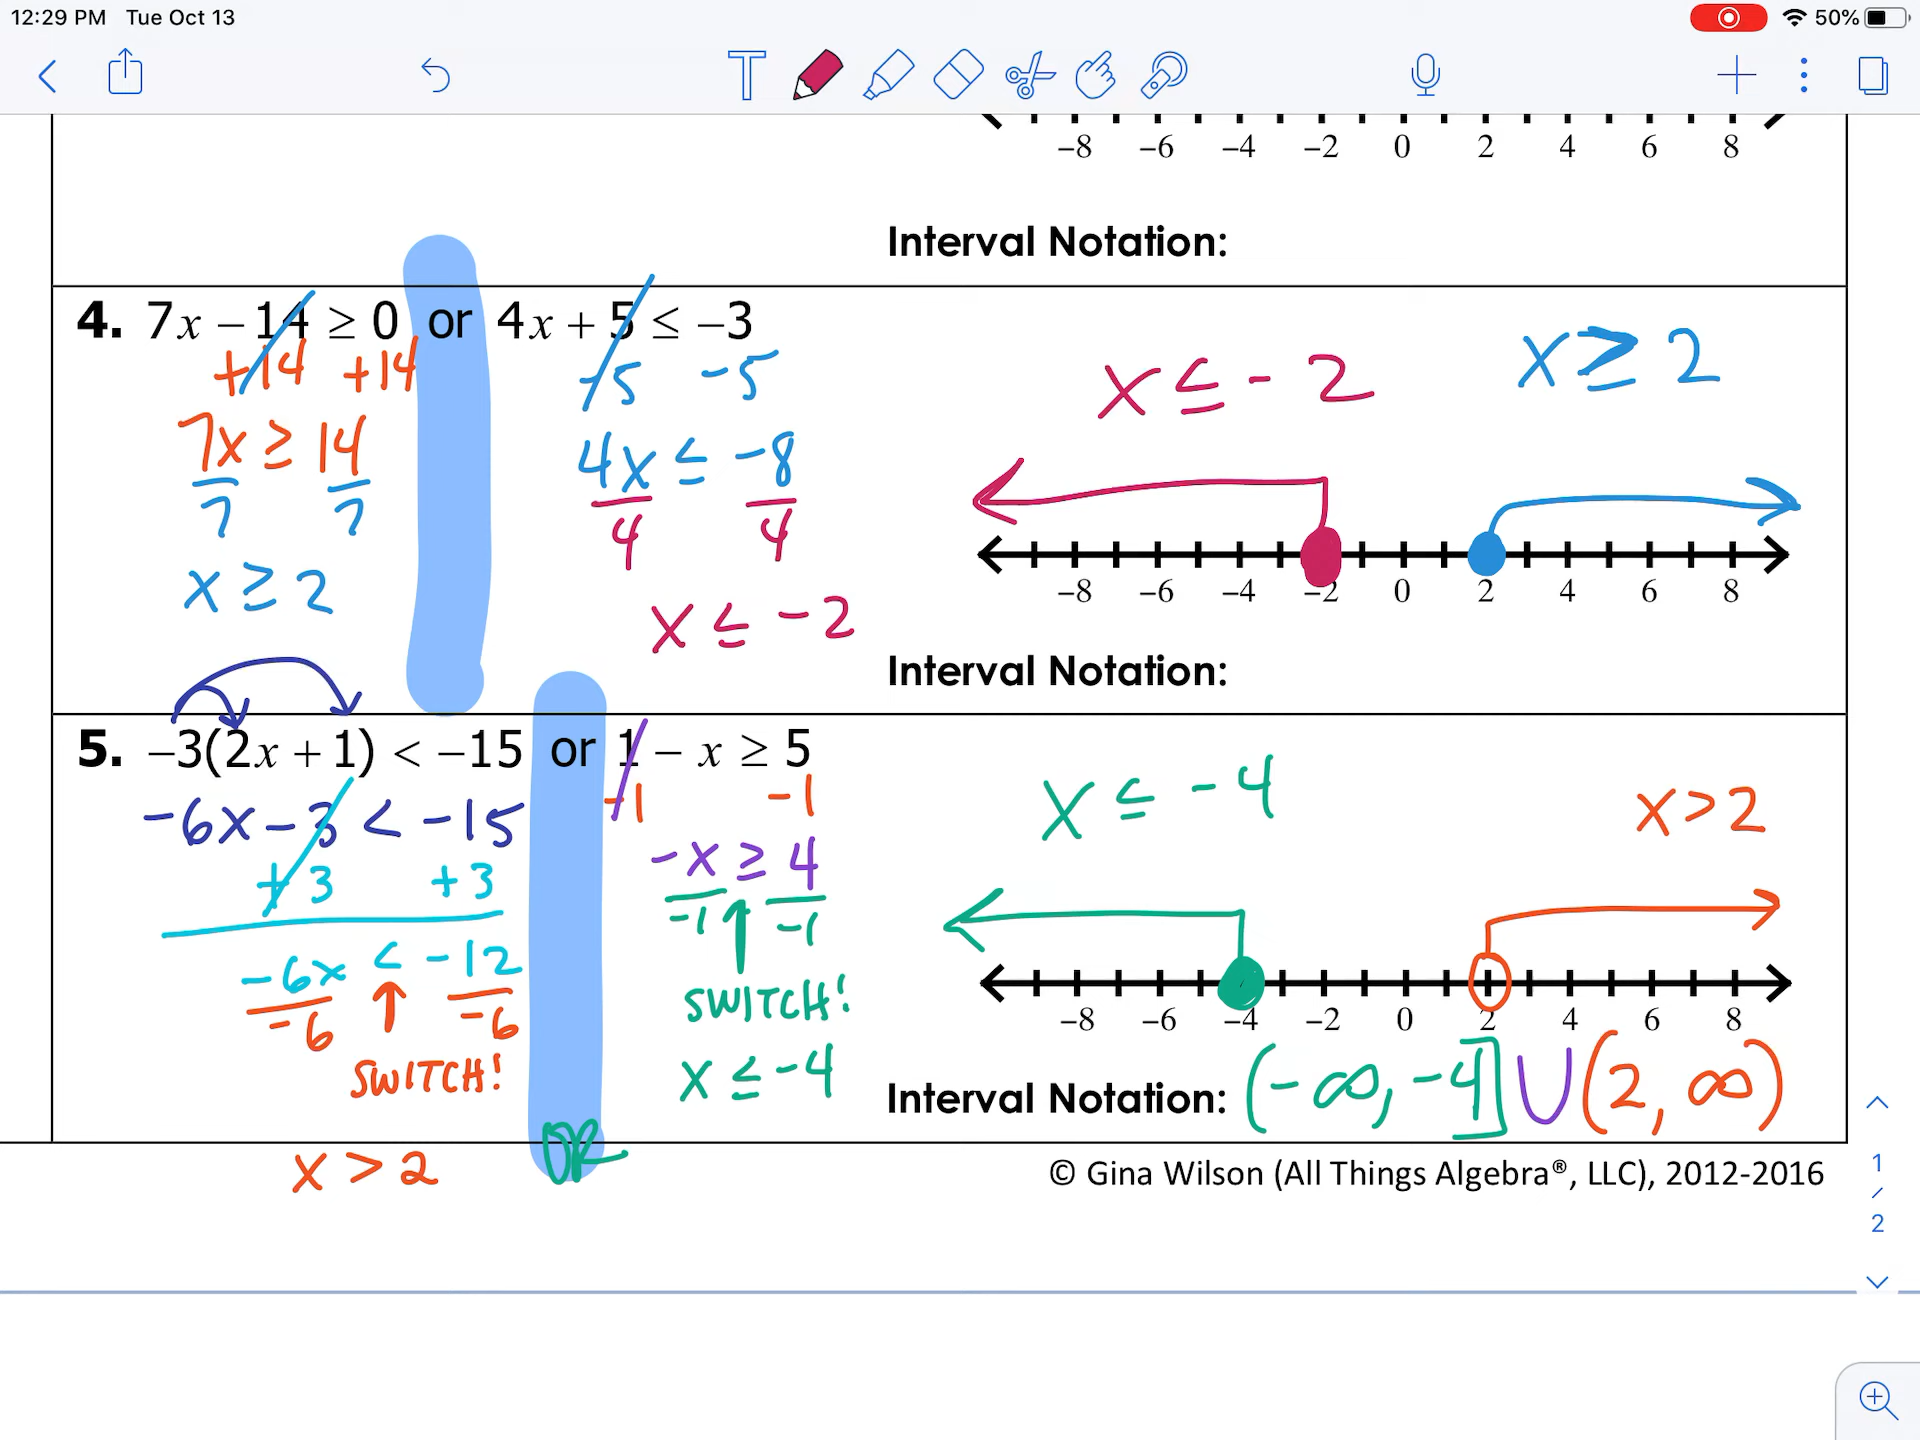 12:29 PM Tue Oct 13
50%
T
−8 −6 −4 −2 0 2 4 6 8
Interval Notation:
4. 7x − 14 ≥ 0 or 4x + 5 ≤ −3
+14 +14
-5 -5
7x ≥ 14
7 7
4x ≤ -8
4 4
x ≥ 2
x ≤ -2
x ≤ -2
x ≥ 2
−8 −6 −4 −2 0 2 4 6 8
Interval Notation:
5. −3(2x + 1) < −15 or 1 − x ≥ 5
-6x - 3 < -15
+3 +3
-6x < -12
-6 -6
SWITCH!
x > 2
OR
-1 -1
-x ≥ 4
-1 -1
SWITCH!
x ≤ -4
x ≤ -4
x > 2
−8 −6 −4 −2 0 2 4 6 8
Interval Notation: (-∞, -4] U (2, ∞)
© Gina Wilson (All Things Algebra®, LLC), 2012-2016
1
/
2